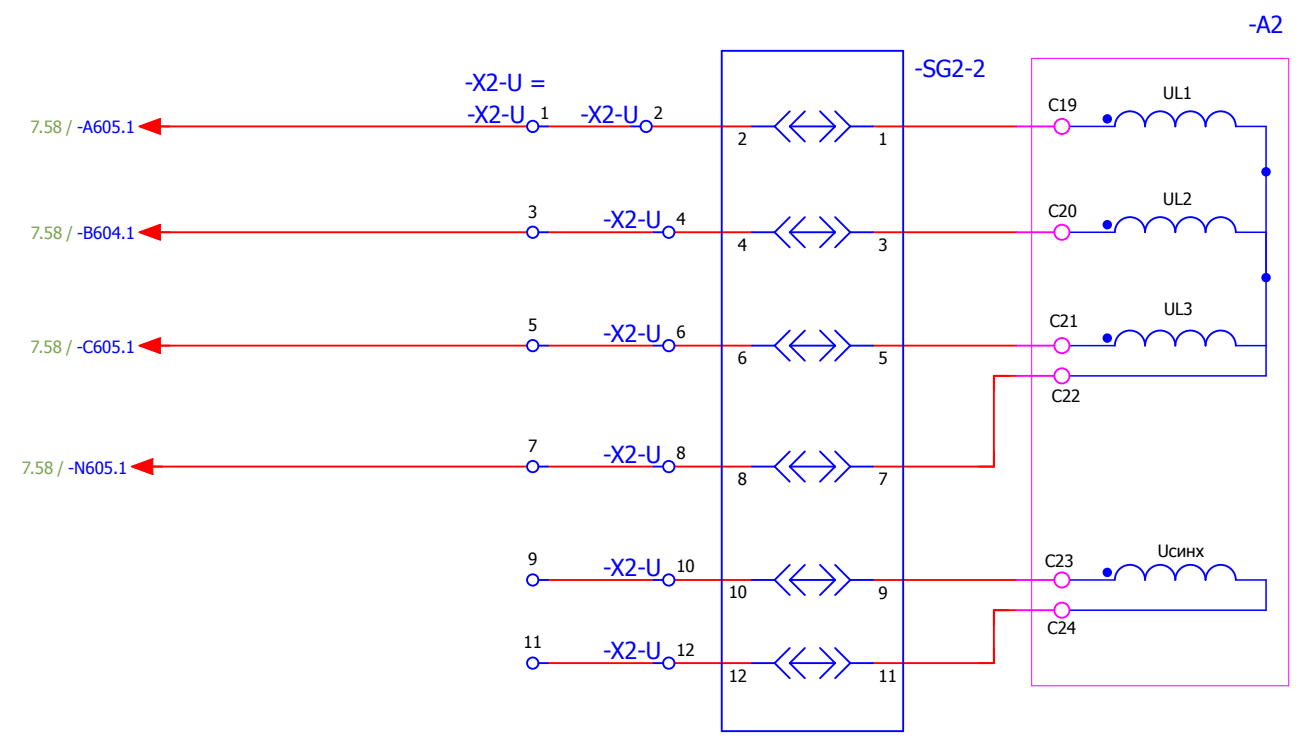 -A2
-SG2-2
-X2-U =
UL1
C19
7.58 / -A605.1
-X2-U 1
-X2-U 2
2
1
UL2
C20
7.58 / -B604.1
3
-X2-U 4
4
3
UL3
C21
7.58 / -C605.1
5
-X2-U 6
6
5
C22
7.58 / -N605.1
7
-X2-U 8
8
7
Uсинх
C23
9
-X2-U 10
10
9
C24
11
-X2-U 12
12
11